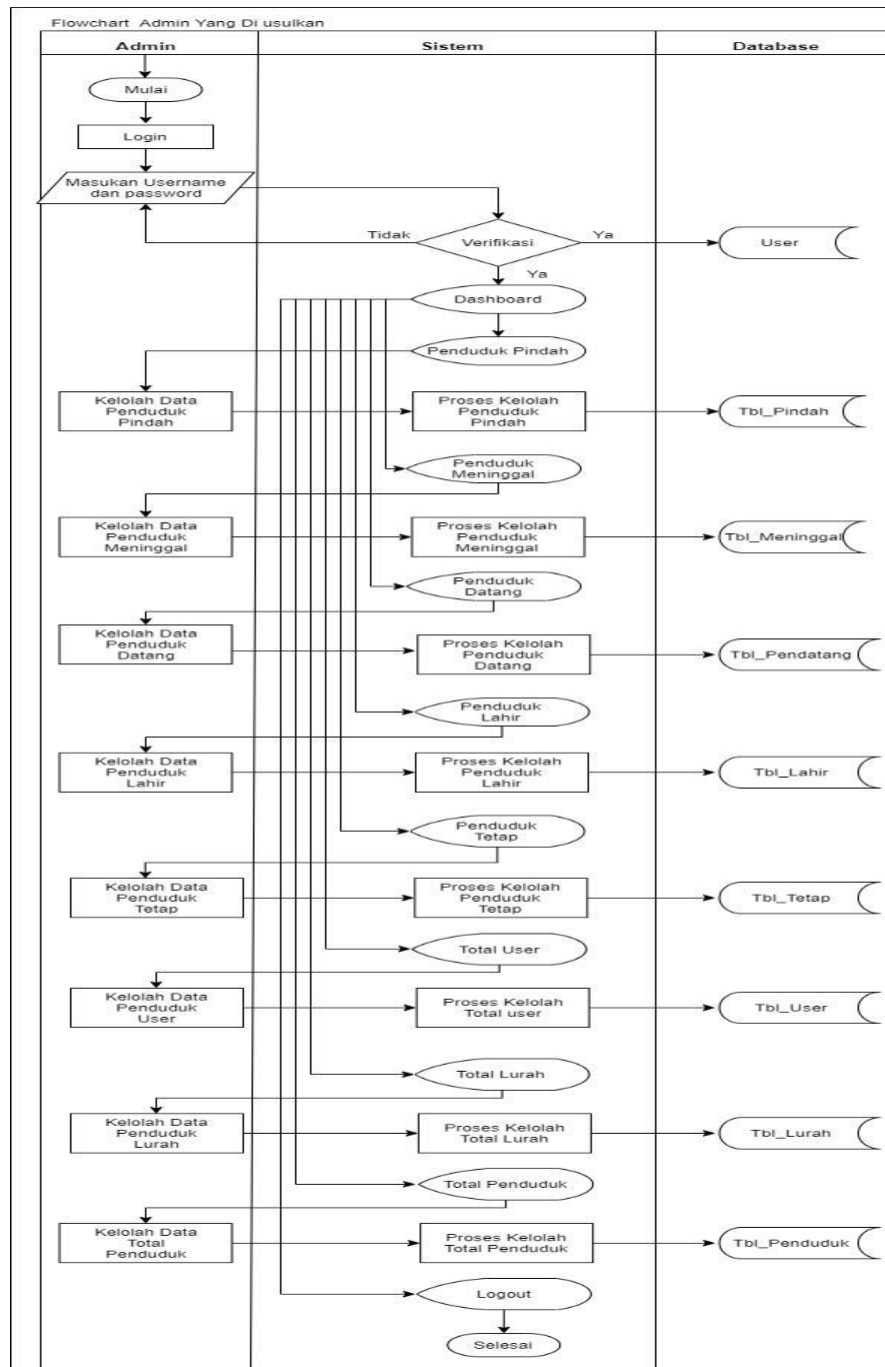 Flowchart Admin Yang Di usulkan
Admin
Sistem
Database
Mulai
Login
Masukan Username
dan password
Tidak
Verifikasi
Ya
User
Ya
Dashboard
Penduduk Pindah
Kelolah Data
Penduduk
Pindah
Proses Kelolah
Penduduk
Pindah
Tbl_Pindah
Penduduk
Meninggal
Kelolah Data
Penduduk
Meninggal
Proses Kelolah
Penduduk
Meninggal
Tbl_Meninggal
Penduduk
Datang
Kelolah Data
Penduduk
Datang
Proses Kelolah
Penduduk
Datang
Tbl_Pendatang
Penduduk
Lahir
Kelolah Data
Penduduk
Lahir
Proses Kelolah
Penduduk
Lahir
Tbl_Lahir
Penduduk
Tetap
Kelolah Data
Penduduk
Tetap
Proses Kelolah
Penduduk
Tetap
Tbl_Tetap
Total User
Kelolah Data
Penduduk
User
Proses Kelolah
Total user
Tbl_User
Total Lurah
Kelolah Data
Penduduk
Lurah
Proses Kelolah
Total Lurah
Tbl_Lurah
Total Penduduk
Kelolah Data
Total
Penduduk
Proses Kelolah
Total Penduduk
Tbl_Penduduk
Logout
Selesai